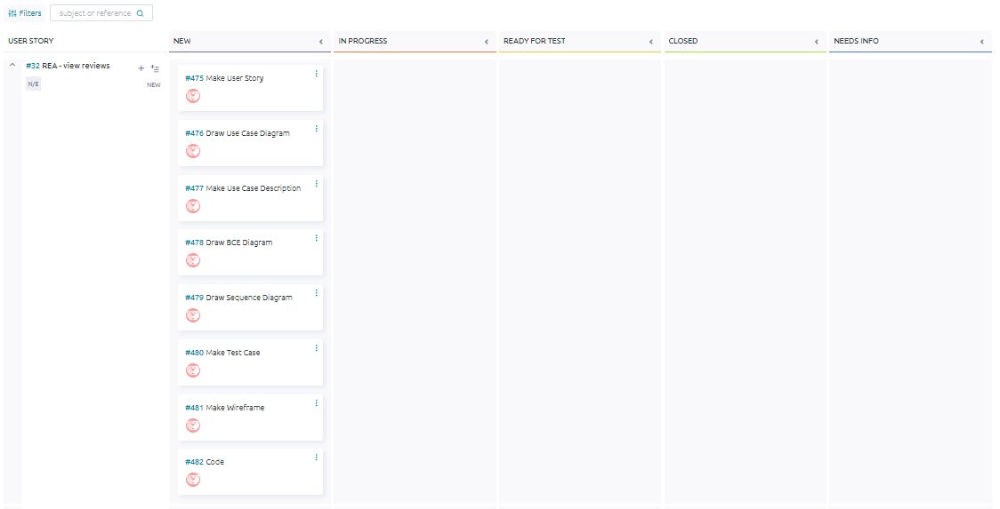 Filters
subject or reference
USER STORY
NEW
IN PROGRESS
READY FOR TEST
CLOSED
NEEDS INFO
#32 REA - view reviews
N/E
NEW
#475 Make User Story
#476 Draw Use Case Diagram
#477 Make Use Case Description
#478 Draw BCE Diagram
#479 Draw Sequence Diagram
#480 Make Test Case
#481 Make Wireframe
#482 Code